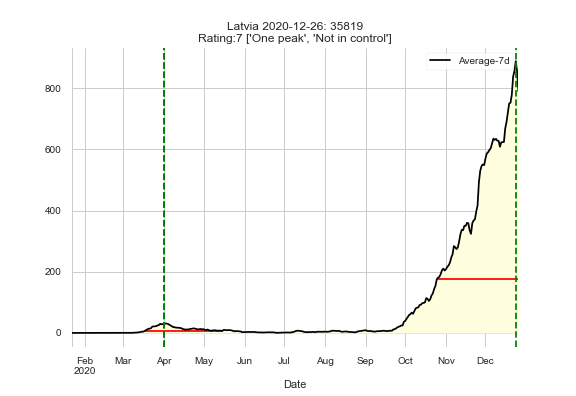 Latvia 2020-12-26: 35819
Rating:7 ['One peak', 'Not in control']
Average-7d
800
600
400
200
0
Feb Mar Apr May Jun Jul Aug Sep Oct Nov Dec
2020
Date